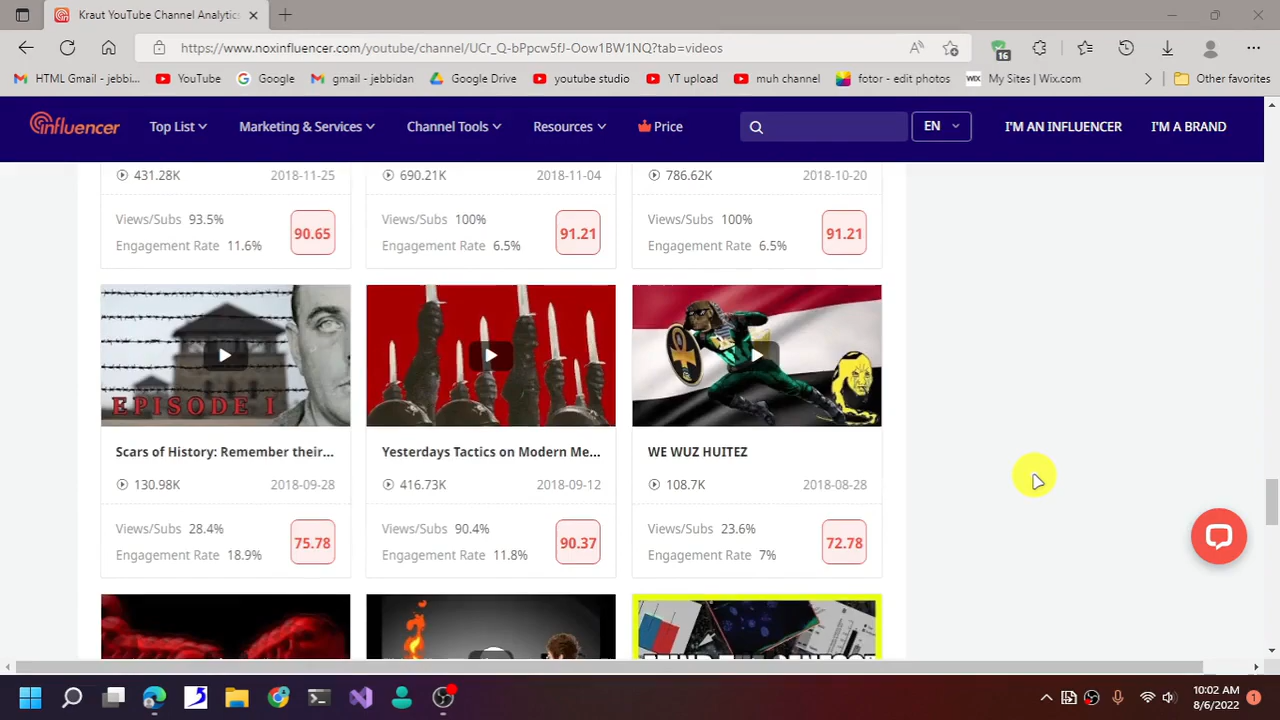 Kraut YouTube Channel Analytics
https://www.noxinfluencer.com/youtube/channel/UCr_Q-bPpcw5fJ-Oow1BW1NQ?tab=videos
16
HTML Gmail - jebbi... YouTube Google gmail - jebbidan Google Drive youtube studio YT upload muh channel fotor - edit photos WIX My Sites | Wix.com Other favorites
influencer Top List Marketing & Services Channel Tools Resources Price EN I'M AN INFLUENCER I'M A BRAND
431.28K 2018-11-25 690.21K 2018-11-04 786.62K 2018-10-20
Views/Subs 93.5% Views/Subs 100% Views/Subs 100%
90.65 91.21 91.21
Engagement Rate 11.6% Engagement Rate 6.5% Engagement Rate 6.5%
EPISODE I
Scars of History: Remember their... Yesterdays Tactics on Modern Me... WE WUZ HUITEZ
130.98K 2018-09-28 416.73K 2018-09-12 108.7K 2018-08-28
Views/Subs 28.4% Views/Subs 90.4% Views/Subs 23.6%
75.78 90.37 72.78
Engagement Rate 18.9% Engagement Rate 11.8% Engagement Rate 7%
10:02 AM
8/6/2022
1